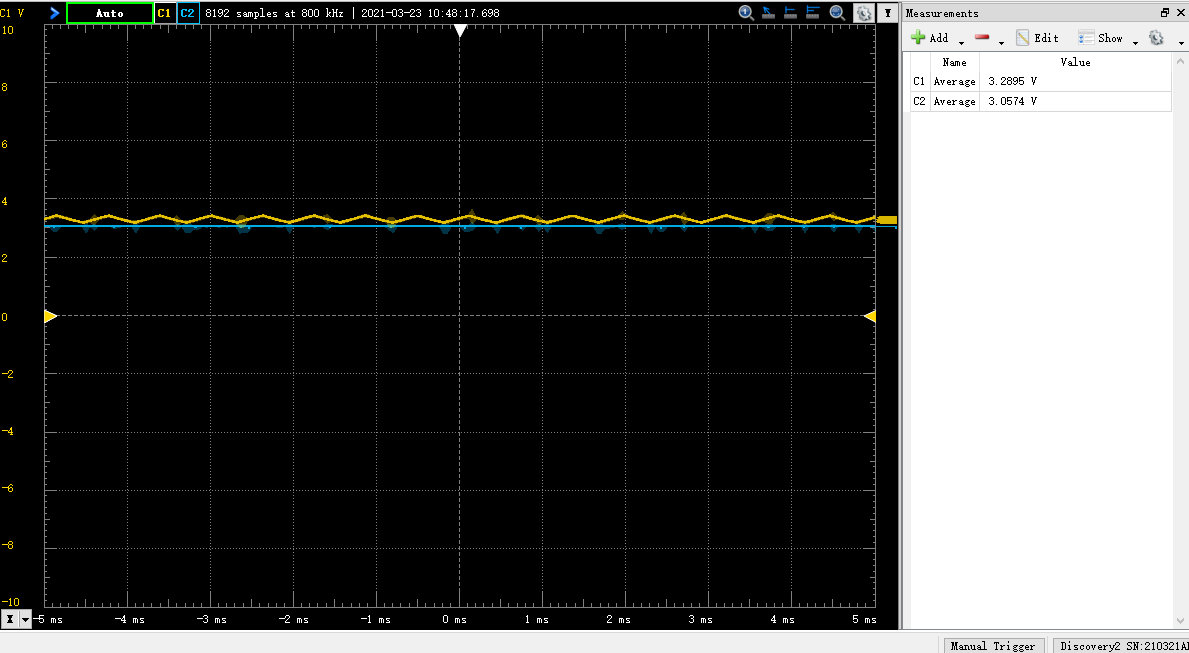 C1 V Auto C1 C2 8192 samples at 800 kHz | 2021-03-23 10:48:17.698
Measurements
Add Edit Show
Name Value
C1 Average 3.2895 V
C2 Average 3.0574 V
10
8
6
4
2
0
-2
-4
-6
-8
-10
X -5 ms -4 ms -3 ms -2 ms -1 ms 0 ms 1 ms 2 ms 3 ms 4 ms 5 ms
Manual Trigger Discovery2 SN:210321A